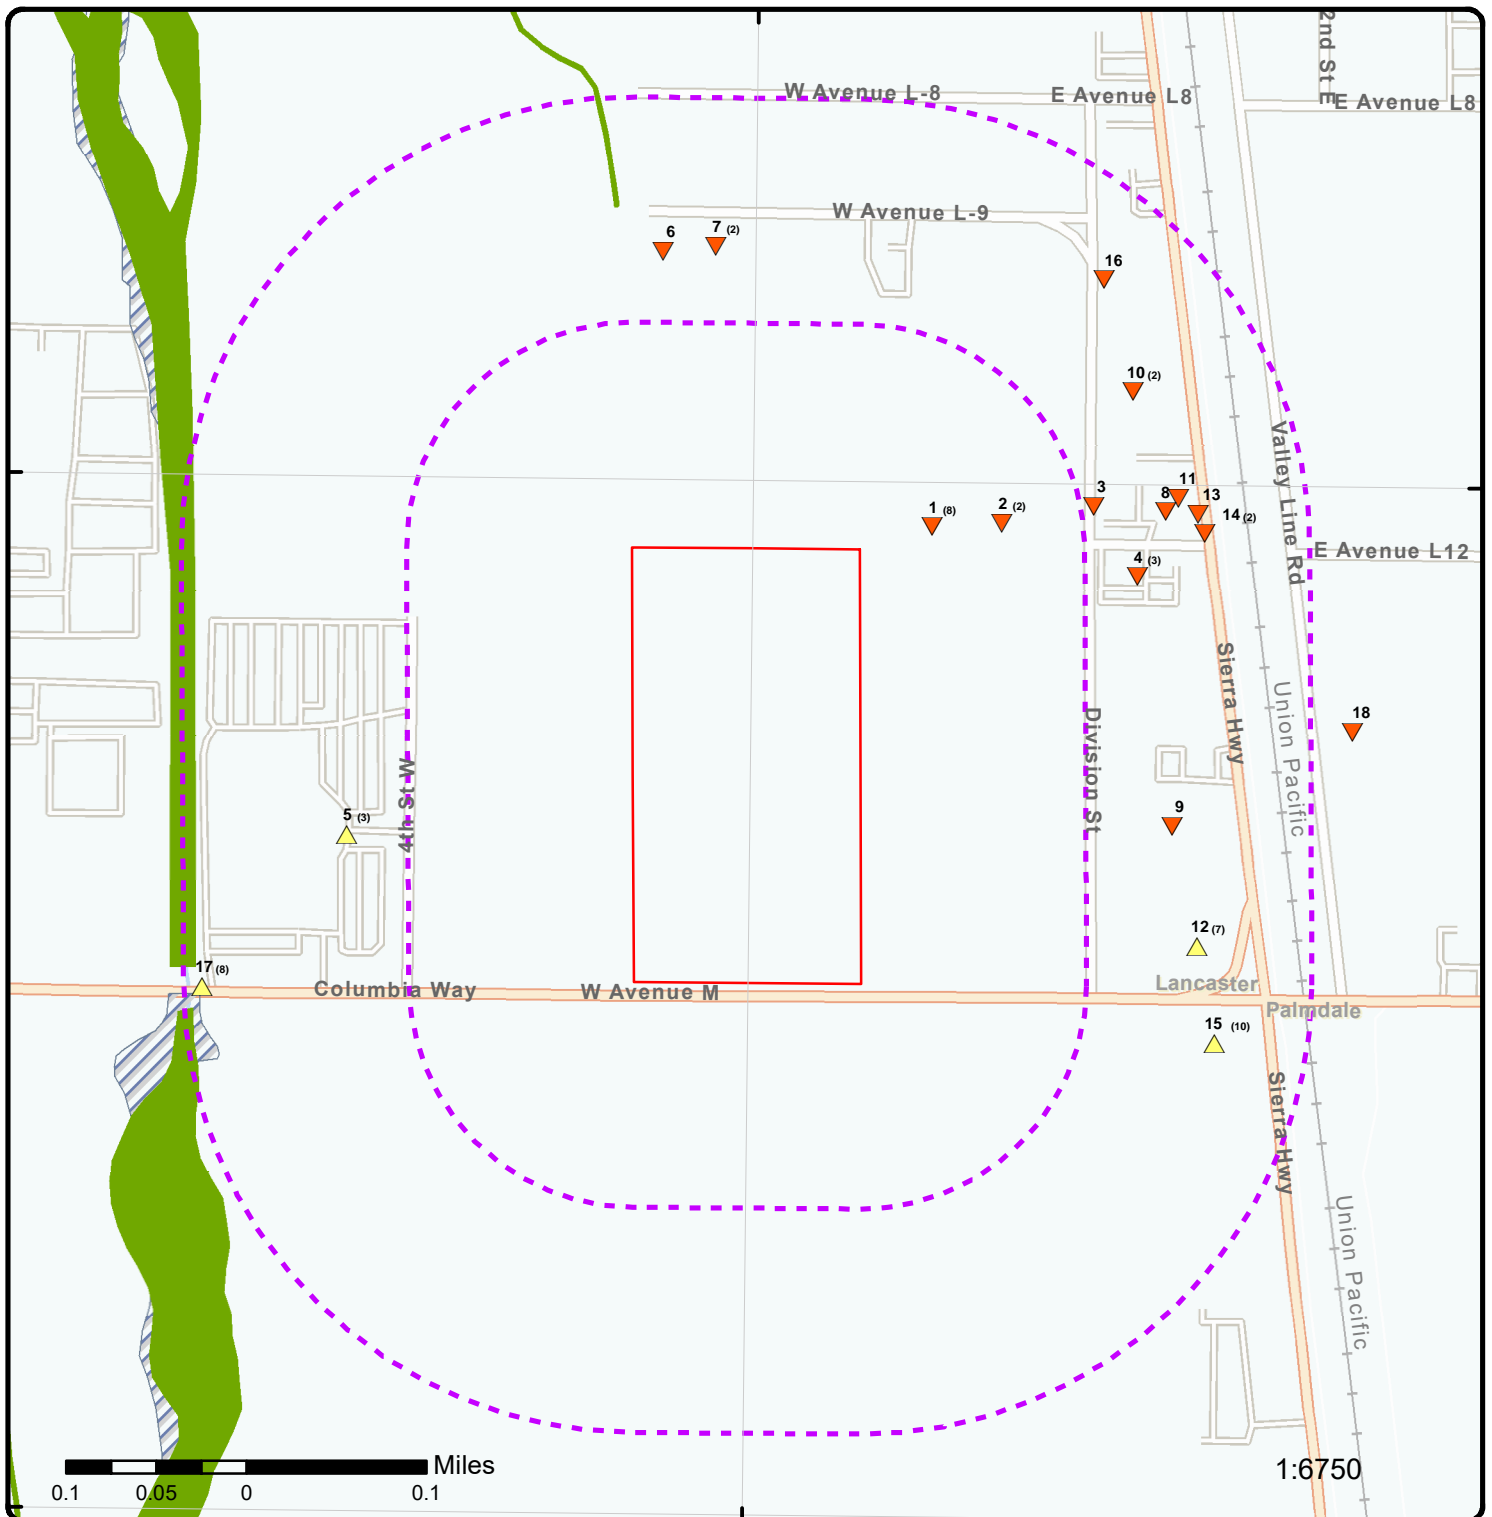 2nd St E
W Avenue L-8
E Avenue L8
E Avenue L8
W Avenue L-9
6
7 (2)
16
10 (2)
Valley Line Rd
11
3
8
13
1 (8)
2 (2)
14 (2)
E Avenue L12
4 (3)
Sierra Hwy
Union Pacific
18
Division St
4th St W
5 (3)
9
12 (7)
17 (8)
Columbia Way
W Avenue M
Lancaster
Palmdale
15 (10)
Sierra Hwy
Union Pacific
Miles
1:6750
0.1 0.05 0 0.1